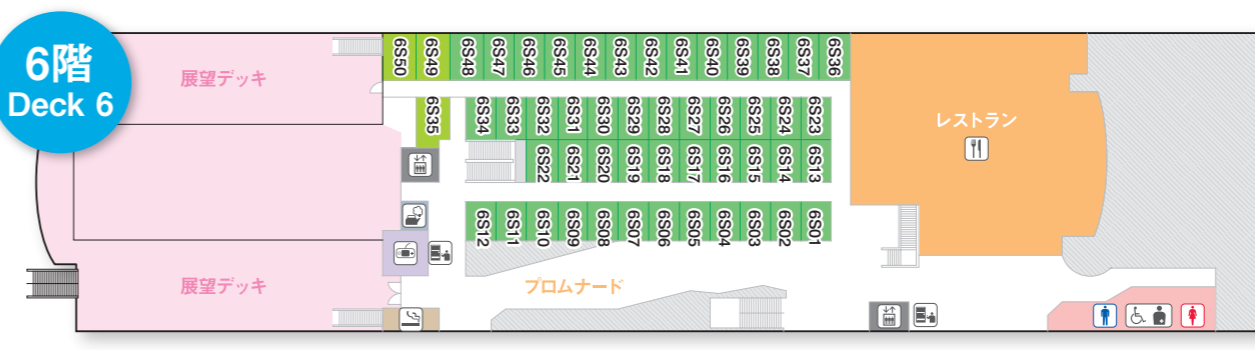 6階
Deck 6
展望デッキ
6S50 6S49 6S48 6S47 6S46 6S45 6S44 6S43 6S42 6S41 6S40 6S39 6S38 6S37 6S36
6S35 6S34 6S33 6S32 6S31 6S30 6S29 6S28 6S27 6S26 6S25 6S24 6S23
レストラン
6S22 6S21 6S20 6S19 6S18 6S17 6S16 6S15 6S14 6S13
6S12 6S11 6S10 6S09 6S08 6S07 6S06 6S05 6S04 6S03 6S02 6S01
展望デッキ
プロムナード